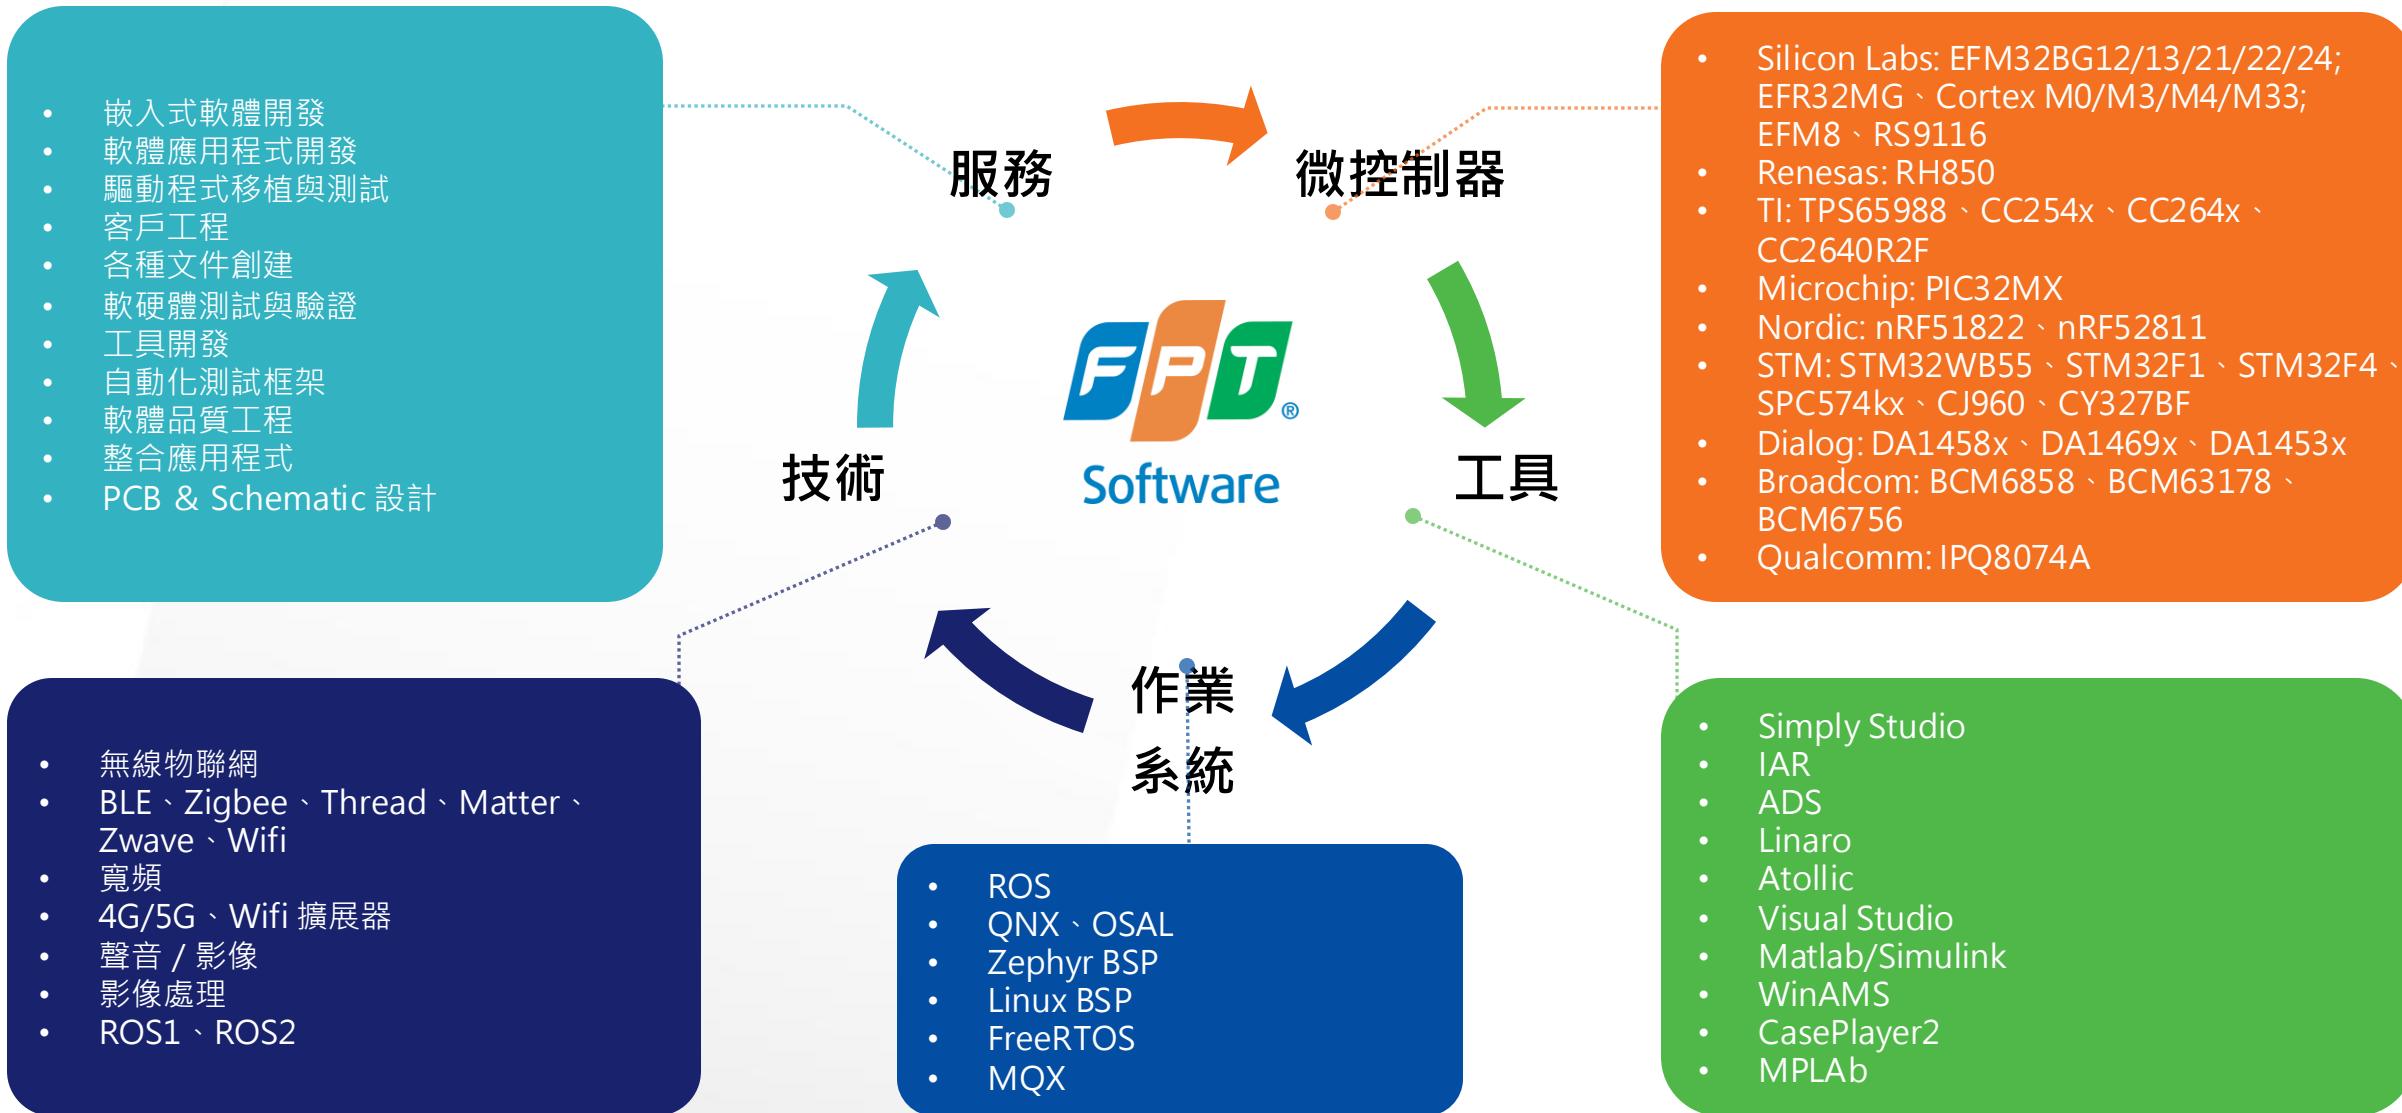 嵌入式軟體開發
軟體應用程式開發
驅動程式移植與測試
客戶工程
各種文件創建
軟硬體測試與驗證
工具開發
自動化測試框架
軟體品質工程
整合應用程式
PCB & Schematic 設計
服務
微控制器
Silicon Labs: EFM32BG12/13/21/22/24;
EFR32MG、Cortex M0/M3/M4/M33;
EFM8、RS9116
Renesas: RH850
TI: TPS65988、CC254x、CC264x、
CC2640R2F
Microchip: PIC32MX
Nordic: nRF51822、nRF52811
STM: STM32WB55、STM32F1、STM32F4、
SPC574kx、CJ960、CY327BF
Dialog: DA1458x、DA1469x、DA1453x
Broadcom: BCM6858、BCM63178、
BCM6756
Qualcomm: IPQ8074A
FPT®
Software
技術
工具
作業
系統
無線物聯網
BLE、Zigbee、Thread、Matter、
Zwave、Wifi
寬頻
4G/5G、Wifi 擴展器
聲音 / 影像
影像處理
ROS1、ROS2
ROS
QNX、OSAL
Zephyr BSP
Linux BSP
FreeRTOS
MQX
Simply Studio
IAR
ADS
Linaro
Atollic
Visual Studio
Matlab/Simulink
WinAMS
CasePlayer2
MPLAb